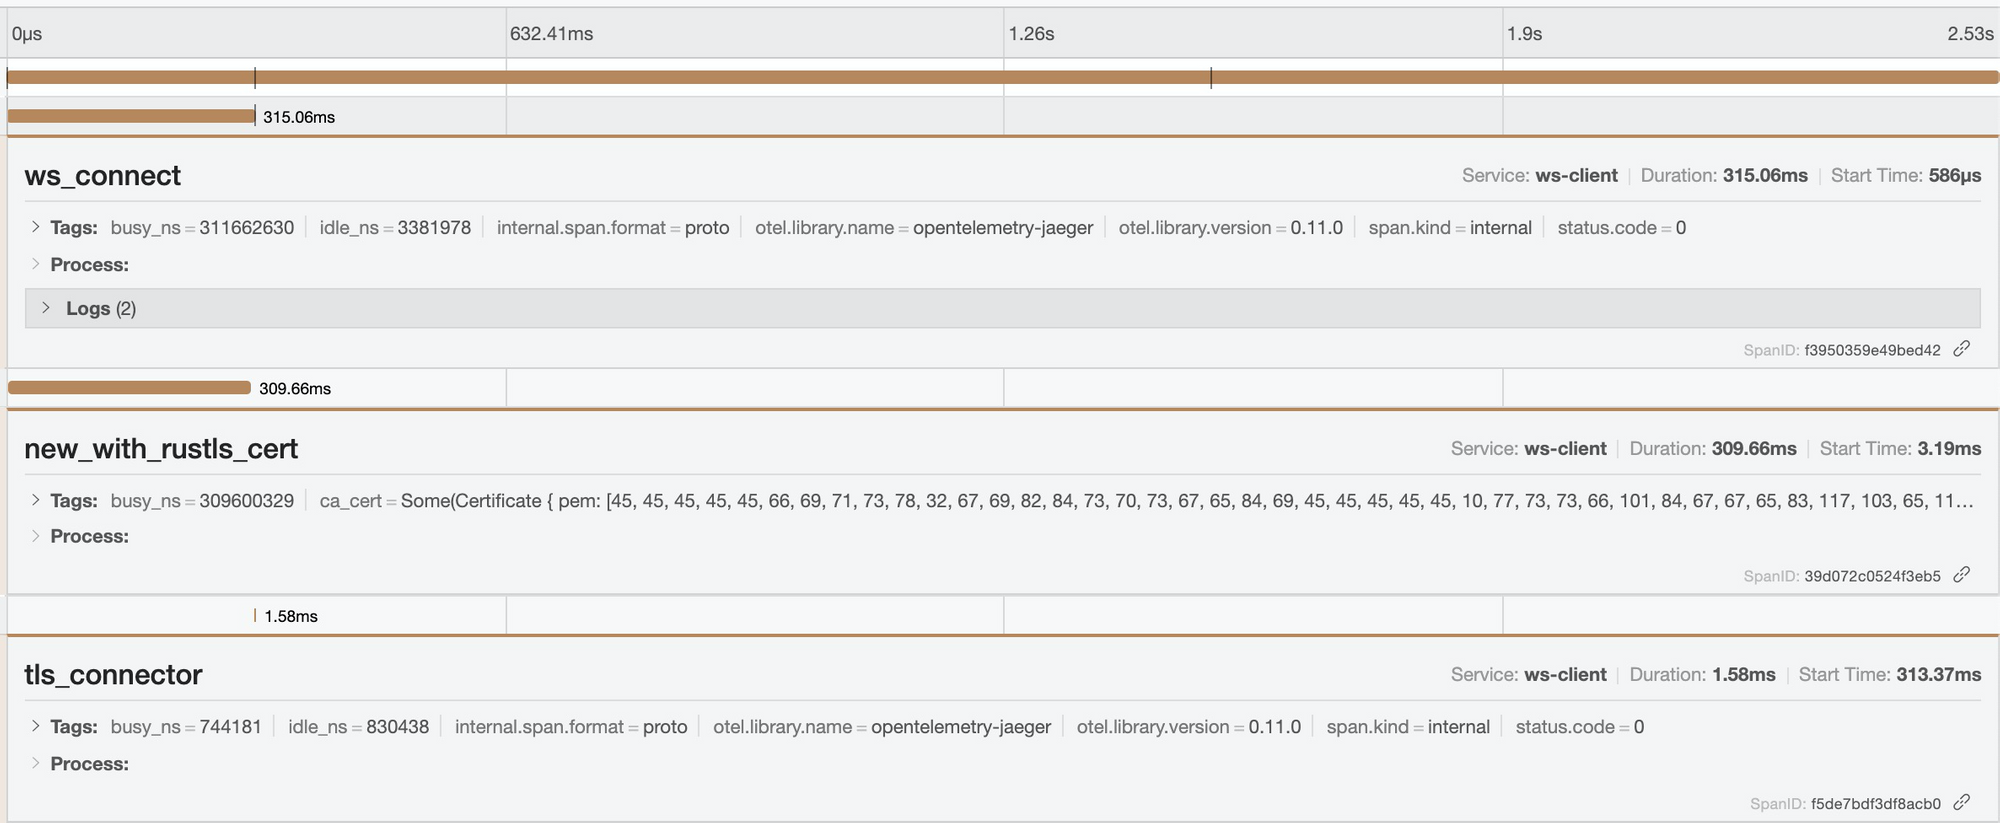 0μs 632.41ms 1.26s 1.9s 2.53s
315.06ms
ws_connect Service: ws-client Duration: 315.06ms Start Time: 586μs
Tags: busy_ns = 311662630 idle_ns = 3381978 internal.span.format = proto otel.library.name = opentelemetry-jaeger otel.library.version = 0.11.0 span.kind = internal status.code = 0
Process:
Logs (2)
SpanID: f3950359e49bed42
309.66ms
new_with_rustls_cert Service: ws-client Duration: 309.66ms Start Time: 3.19ms
Tags: busy_ns = 309600329 ca_cert = Some(Certificate { pem: [45, 45, 45, 45, 45, 66, 69, 71, 73, 78, 32, 67, 69, 82, 84, 73, 70, 73, 67, 65, 84, 69, 45, 45, 45, 45, 45, 10, 77, 73, 73, 66, 101, 84, 67, 67, 65, 83, 117, 103, 65, 11…
Process:
SpanID: 39d072c0524f3eb5
1.58ms
tls_connector Service: ws-client Duration: 1.58ms Start Time: 313.37ms
Tags: busy_ns = 744181 idle_ns = 830438 internal.span.format = proto otel.library.name = opentelemetry-jaeger otel.library.version = 0.11.0 span.kind = internal status.code = 0
Process:
SpanID: f5de7bdf3df8acb0